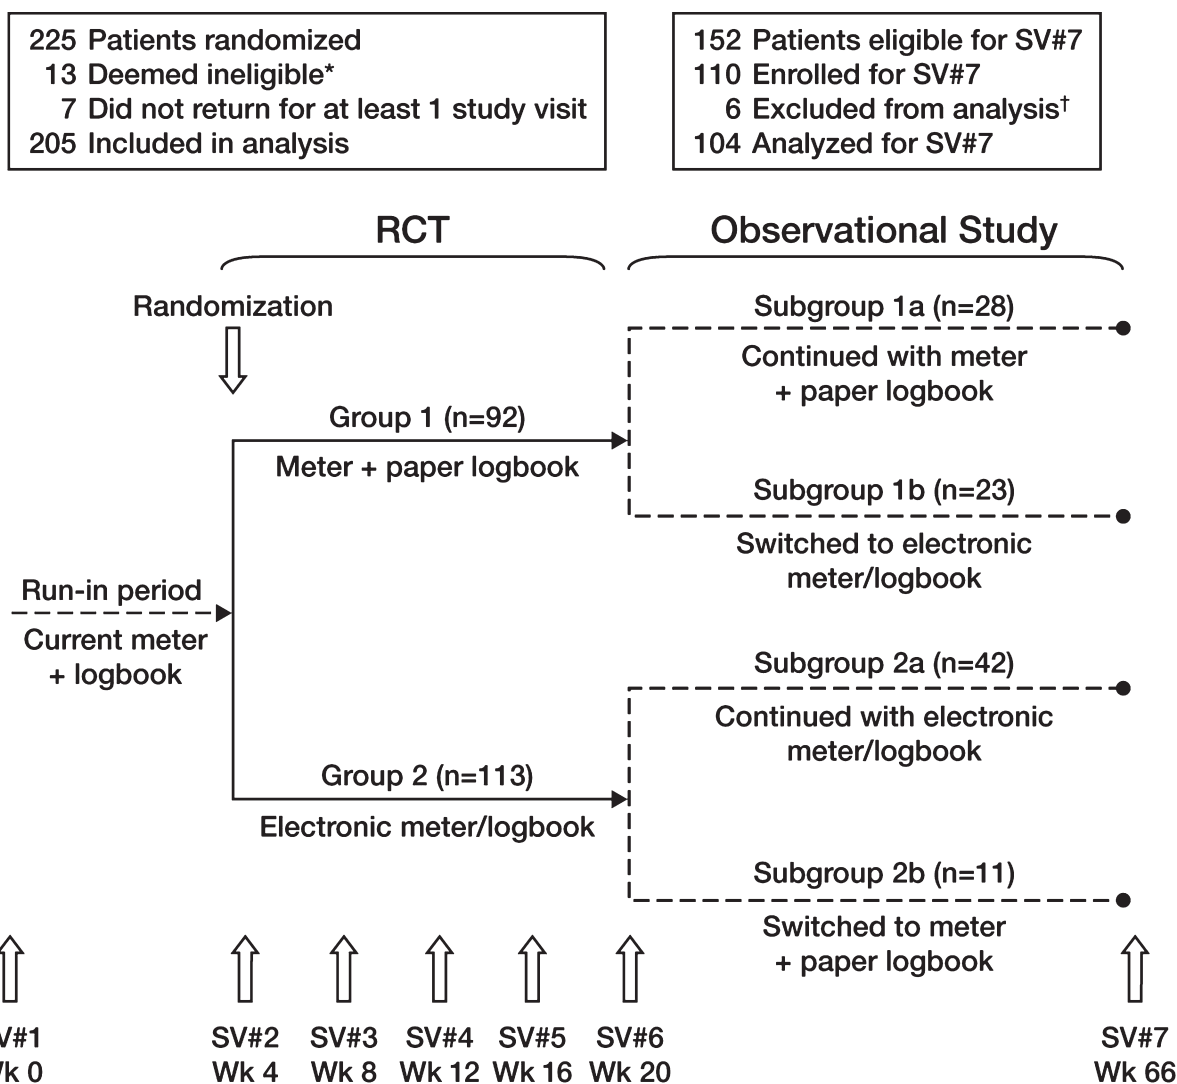 225 Patients randomized
13 Deemed ineligible*
7 Did not return for at least 1 study visit
205 Included in analysis
152 Patients eligible for SV#7
110 Enrolled for SV#7
6 Excluded from analysis†
104 Analyzed for SV#7
RCT
Observational Study
Randomization
Subgroup 1a (n=28)
Continued with meter
+ paper logbook
Group 1 (n=92)
Meter + paper logbook
Subgroup 1b (n=23)
Switched to electronic
meter/logbook
Run-in period
Current meter
+ logbook
Subgroup 2a (n=42)
Continued with electronic
meter/logbook
Group 2 (n=113)
Electronic meter/logbook
Subgroup 2b (n=11)
Switched to meter
+ paper logbook
V#1
Wk 0
SV#2
Wk 4
SV#3
Wk 8
SV#4
Wk 12
SV#5
Wk 16
SV#6
Wk 20
SV#7
Wk 66